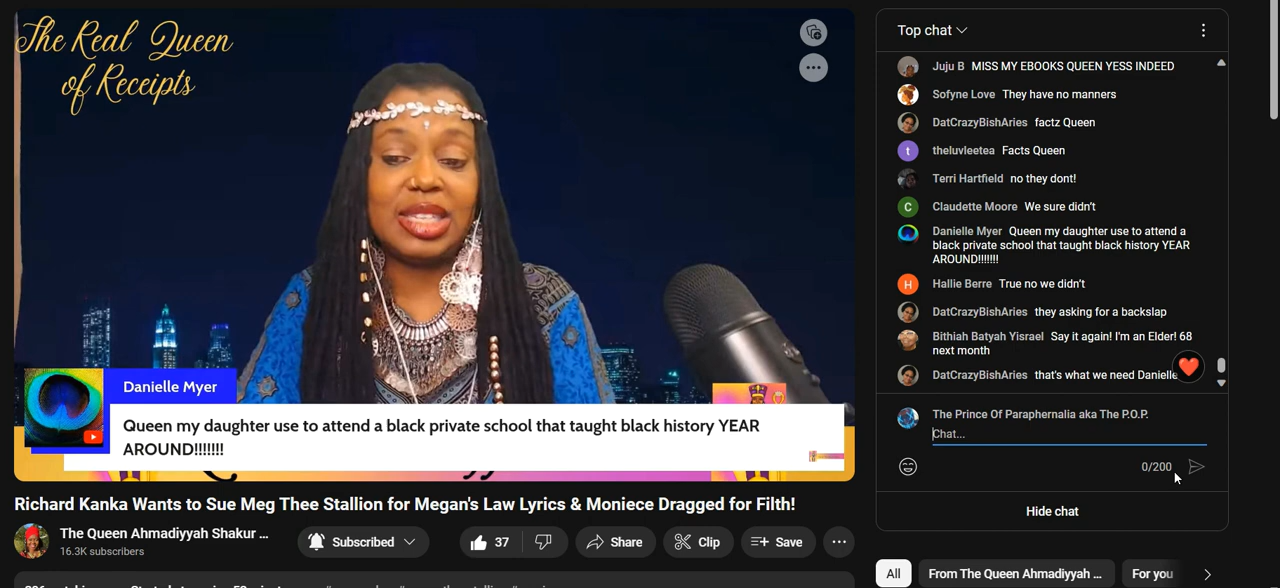 The Real Queen
of Receipts
Danielle Myer
Queen my daughter use to attend a black private school that taught black history YEAR
AROUND!!!!!!!
Richard Kanka Wants to Sue Meg Thee Stallion for Megan's Law Lyrics & Moniece Dragged for Filth!
The Queen Ahmadiyyah Shakur ...
16.3K subscribers
Subscribed
37
Share
Clip
Save
Top chat
Juju B MISS MY EBOOKS QUEEN YESS INDEED
Sofyne Love They have no manners
DatCrazyBishAries factz Queen
t
theluvleetea Facts Queen
Terri Hartfield no they dont!
C
Claudette Moore We sure didn't
Danielle Myer Queen my daughter use to attend a
black private school that taught black history YEAR
AROUND!!!!!!!
H
Hallie Berre True no we didn't
DatCrazyBishAries they asking for a backslap
Bithiah Batyah Yisrael Say it again! I'm an Elder! 68
next month
DatCrazyBishAries that's what we need Danielle
The Prince Of Paraphernalia aka The P.O.P.
Chat...
0/200
Hide chat
All
From The Queen Ahmadiyyah ...
For you